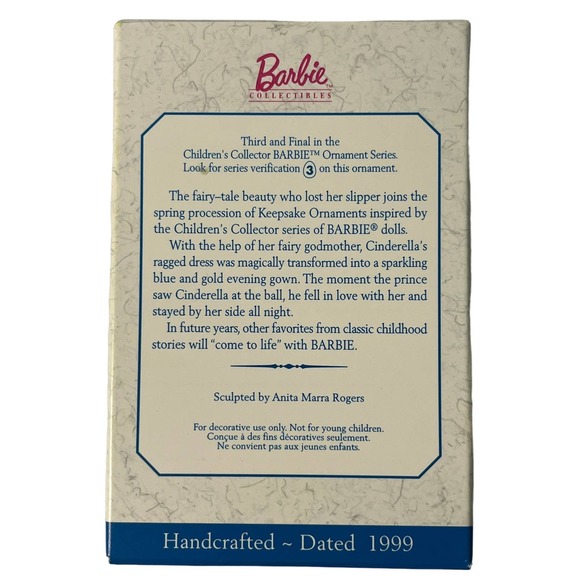 Barbie™
COLLECTIBLES
Third and Final in the
Children's Collector BARBIE™ Ornament Series.
Look for series verification 3 on this ornament.
The fairy–tale beauty who lost her slipper joins the
spring procession of Keepsake Ornaments inspired by
the Children's Collector series of BARBIE® dolls.
With the help of her fairy godmother, Cinderella's
ragged dress was magically transformed into a sparkling
blue and gold evening gown. The moment the prince
saw Cinderella at the ball, he fell in love with her and
stayed by her side all night.
In future years, other favorites from classic childhood
stories will "come to life" with BARBIE.
Sculpted by Anita Marra Rogers
For decorative use only. Not for young children.
Conçue à des fins décoratives seulement.
Ne convient pas aux jeunes enfants.
Handcrafted ~ Dated 1999